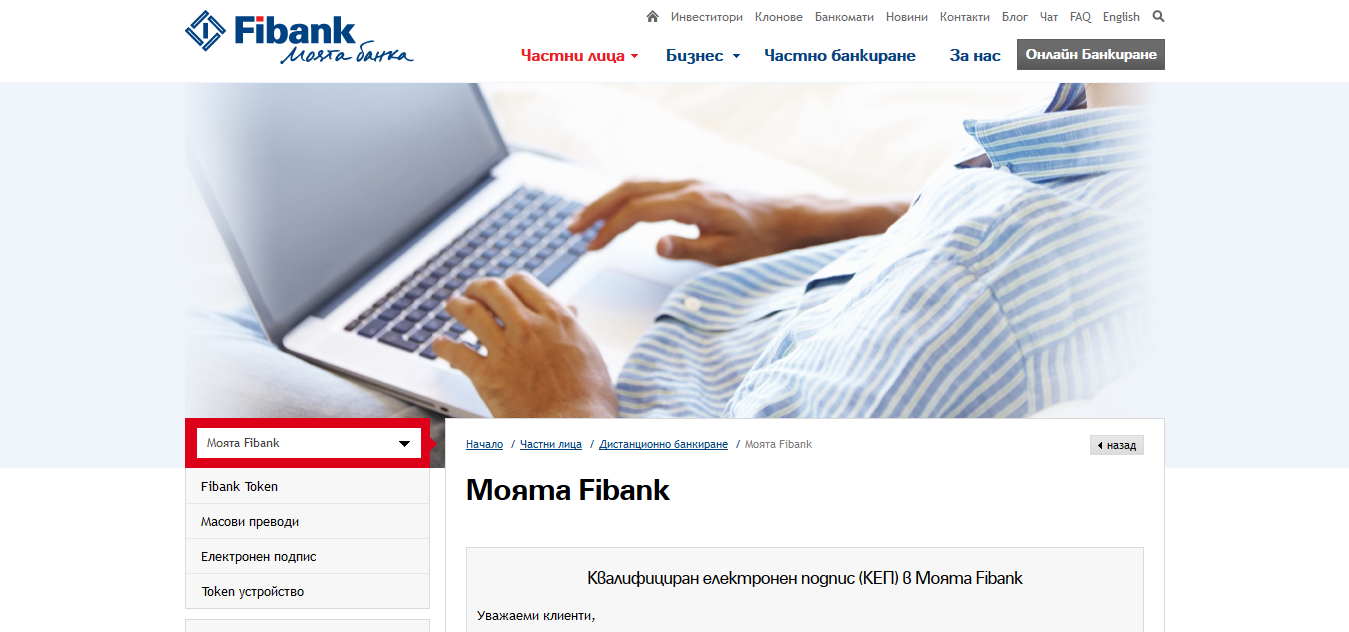 Fibank
Моята банка
Инвеститори Клонове Банкомати Новини Контакти Блог Чат FAQ English
Частни лица Бизнес Частно банкиране За нас Онлайн Банкиране
Моята Fibank
Fibank Token
Масови преводи
Електронен подпис
Token устройство
Начало / Частни лица / Дистанционно банкиране / Моята Fibank
назад
Моята Fibank
Квалифициран електронен подпис (КЕП) в Моята Fibank
Уважаеми клиенти,